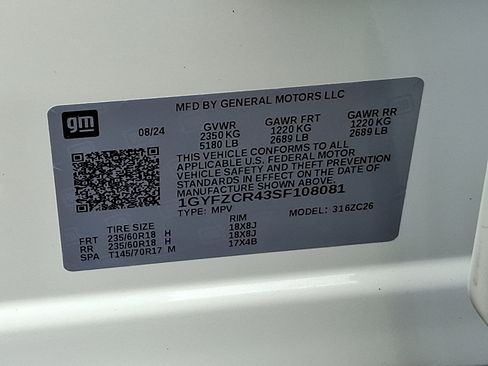 gm
MFD BY GENERAL MOTORS LLC
08/24 GVWR GAWR FRT GAWR RR
2350 KG 1220 KG 1220 KG
5180 LB 2689 LB 2689 LB
THIS VEHICLE CONFORMS TO ALL
APPLICABLE U.S. FEDERAL MOTOR
VEHICLE SAFETY AND THEFT PREVENTION
STANDARDS IN EFFECT ON THE DATE OF
MANUFACTURE SHOWN ABOVE.
1GYFZCR43SF108081
TYPE: MPV MODEL: 316ZC26
TIRE SIZE RIM
FRT 235/60R18 H 18X8J
RR 235/60R18 H 18X8J
SPA T145/70R17 M 17X4B